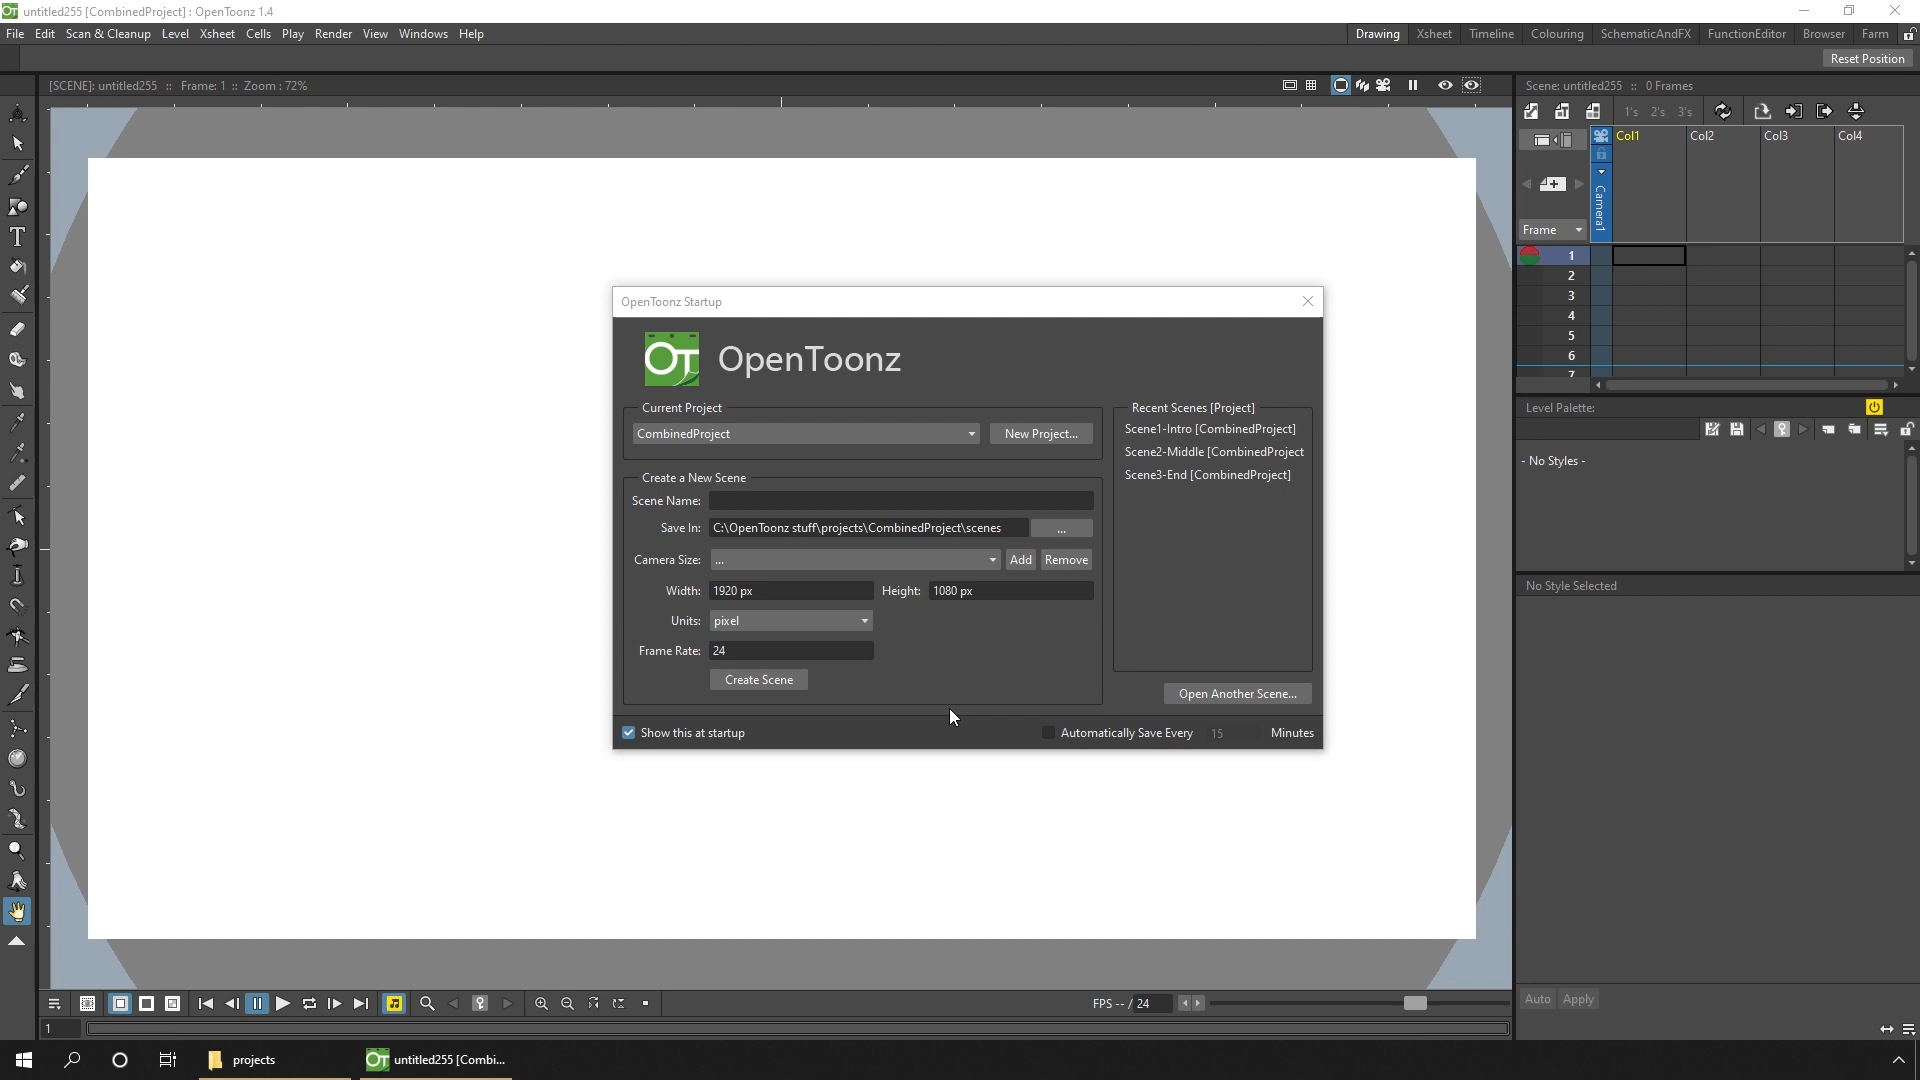 untitled255 [CombinedProject] : OpenToonz 1.4
File Edit Scan & Cleanup Level Xsheet Cells Play Render View Windows Help
Drawing Xsheet Timeline Colouring SchematicAndFX FunctionEditor Browser Farm
Reset Position
[SCENE]: untitled255 :: Frame: 1 :: Zoom : 72%
Scene: untitled255 :: 0 Frames
1's 2's 3's
Col1 Col2 Col3 Col4
Camera1
Frame
1
2
3
4
5
6
7
Level Palette:
- No Styles -
No Style Selected
Auto Apply
OpenToonz Startup
OT OpenToonz
Current Project
CombinedProject New Project...
Create a New Scene
Scene Name:
Save In: C:\OpenToonz stuff\projects\CombinedProject\scenes ...
Camera Size: ... Add Remove
Width: 1920 px Height: 1080 px
Units: pixel
Frame Rate: 24
Create Scene
Recent Scenes [Project]
Scene1-Intro [CombinedProject]
Scene2-Middle [CombinedProject
Scene3-End [CombinedProject]
Open Another Scene...
Show this at startup Automatically Save Every 15 Minutes
FPS -- / 24
1
projects untitled255 [Combi...